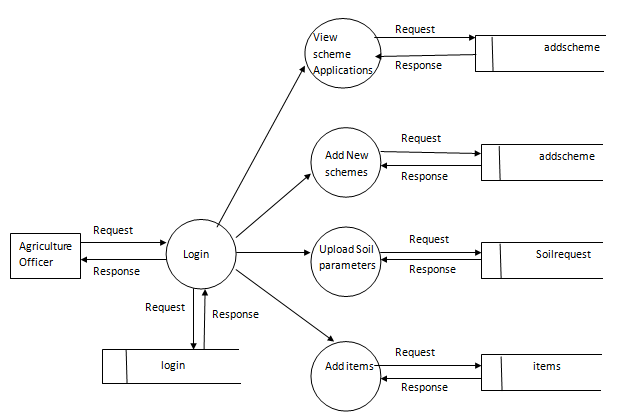 View
scheme
Applications
Request
Response
addscheme
Add New
schemes
Request
Response
addscheme
Agriculture
Officer
Request
Response
Login
Upload Soil
parameters
Request
Response
Soilrequest
Request
Response
login
Add items
Request
Response
items